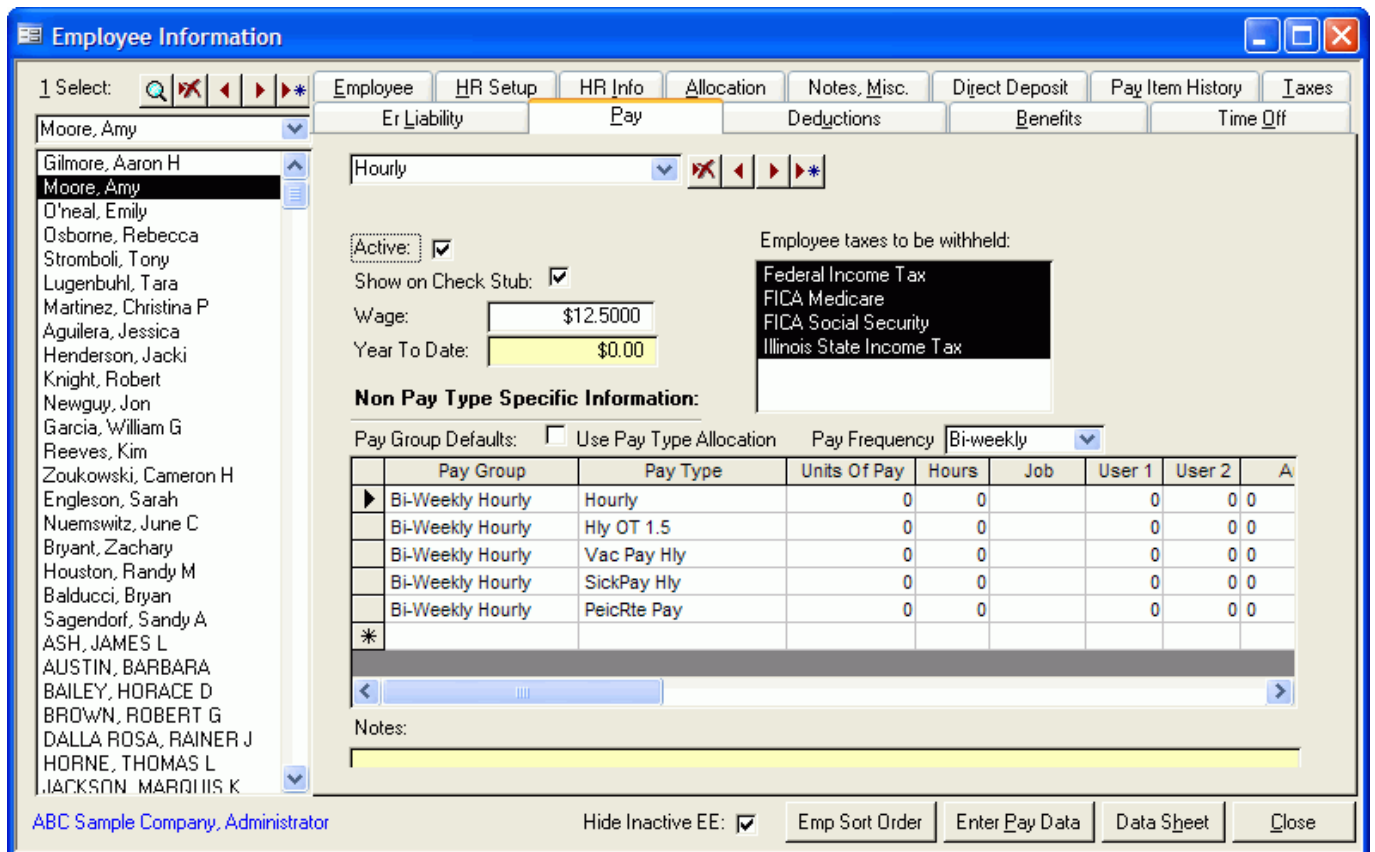 Employee Information
1 Select:
Employee HR Setup HR Info Allocation Notes, Misc. Direct Deposit Pay Item History Taxes
Er Liability Pay Deductions Benefits Time Off
Moore, Amy
Gilmore, Aaron H
Moore, Amy
O'neal, Emily
Osborne, Rebecca
Stromboli, Tony
Lugenbuhl, Tara
Martinez, Christina P
Aguilera, Jessica
Henderson, Jacki
Knight, Robert
Newguy, Jon
Garcia, William G
Reeves, Kim
Zoukowski, Cameron H
Engleson, Sarah
Nuemswitz, June C
Bryant, Zachary
Houston, Randy M
Balducci, Bryan
Sagendorf, Sandy A
ASH, JAMES L
AUSTIN, BARBARA
BAILEY, HORACE D
BROWN, ROBERT G
DALLA ROSA, RAINER J
HORNE, THOMAS L
JACKSON, MARQUIS K
Hourly
Active:
Show on Check Stub:
Wage: $12.5000
Year To Date: $0.00
Employee taxes to be withheld:
Federal Income Tax
FICA Medicare
FICA Social Security
Illinois State Income Tax
Non Pay Type Specific Information:
Pay Group Defaults: Use Pay Type Allocation Pay Frequency Bi-weekly
Pay Group Pay Type Units Of Pay Hours Job User 1 User 2
Bi-Weekly Hourly Hourly 0 0 0 0 0
Bi-Weekly Hourly Hly OT 1.5 0 0 0 0 0
Bi-Weekly Hourly Vac Pay Hly 0 0 0 0 0
Bi-Weekly Hourly SickPay Hly 0 0 0 0 0
Bi-Weekly Hourly PeicRte Pay 0 0 0 0 0
Notes:
ABC Sample Company, Administrator
Hide Inactive EE: Emp Sort Order Enter Pay Data Data Sheet Close